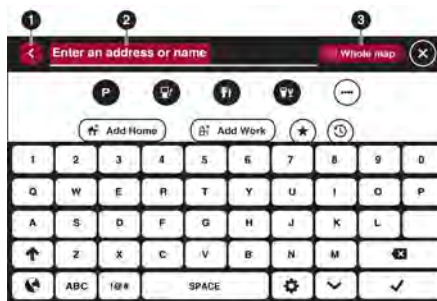 1 2 3
Enter an address or name Whole map
P
Add Home Add Work
1 2 3 4 5 6 7 8 9 0
Q W E R T Y U I O P
A S D F G H J K L
Z X C V B N M
ABC !@# SPACE